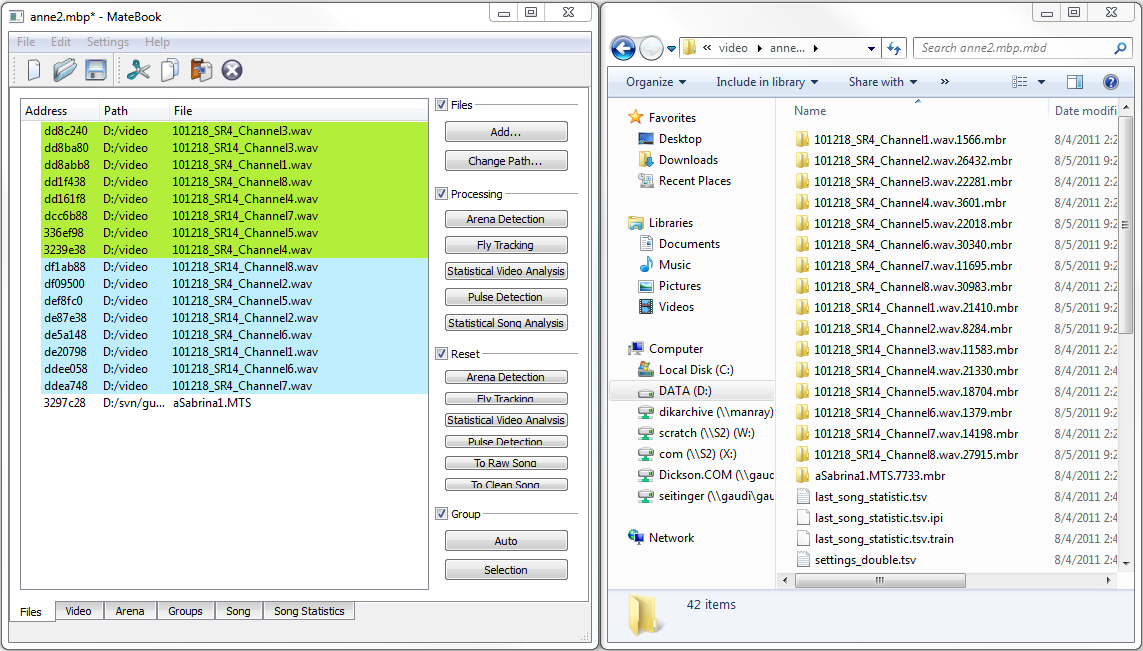 anne2.mbp* - MateBook
File Edit Settings Help
Address Path File
dd8c240 D:/video 101218_SR4_Channel3.wav
dd8ba80 D:/video 101218_SR14_Channel3.wav
dd8abb8 D:/video 101218_SR4_Channel1.wav
dd1f438 D:/video 101218_SR4_Channel8.wav
dd161f8 D:/video 101218_SR14_Channel4.wav
dcc6b88 D:/video 101218_SR14_Channel7.wav
336ef98 D:/video 101218_SR4_Channel5.wav
3239e38 D:/video 101218_SR4_Channel4.wav
df1ab88 D:/video 101218_SR14_Channel8.wav
df09500 D:/video 101218_SR4_Channel2.wav
def8fc0 D:/video 101218_SR14_Channel5.wav
de87e38 D:/video 101218_SR14_Channel2.wav
de5a148 D:/video 101218_SR4_Channel6.wav
de20798 D:/video 101218_SR14_Channel1.wav
ddee058 D:/video 101218_SR14_Channel6.wav
ddea748 D:/video 101218_SR4_Channel7.wav
3297c28 D:/svn/gu... aSabrina1.MTS
Files
Add...
Change Path...
Processing
Arena Detection
Fly Tracking
Statistical Video Analysis
Pulse Detection
Statistical Song Analysis
Reset
Arena Detection
Fly Tracking
Statistical Video Analysis
Pulse Detection
To Raw Song
To Clean Song
Group
Auto
Selection
Files Video Arena Groups Song Song Statistics
« video anne...
Search anne2.mbp.mbd
Organize Include in library Share with »
Favorites
Desktop
Downloads
Recent Places
Libraries
Documents
Music
Pictures
Videos
Computer
Local Disk (C:)
DATA (D:)
dikarchive (\\manray)
scratch (\\S2) (W:)
com (\\S2) (X:)
Dickson.COM (\\gaud
seitinger (\\gaudi\gau
Network
Name Date modifi
101218_SR4_Channel1.wav.1566.mbr 8/4/2011 2:2
101218_SR4_Channel2.wav.26432.mbr 8/5/2011 9:2
101218_SR4_Channel3.wav.22281.mbr 8/4/2011 2:2
101218_SR4_Channel4.wav.3601.mbr 8/4/2011 2:2
101218_SR4_Channel5.wav.22018.mbr 8/5/2011 9:2
101218_SR4_Channel6.wav.30340.mbr 8/5/2011 9:2
101218_SR4_Channel7.wav.11695.mbr 8/5/2011 9:2
101218_SR4_Channel8.wav.30983.mbr 8/4/2011 2:2
101218_SR14_Channel1.wav.21410.mbr 8/5/2011 9:2
101218_SR14_Channel2.wav.8284.mbr 8/5/2011 9:2
101218_SR14_Channel3.wav.11583.mbr 8/4/2011 2:2
101218_SR14_Channel4.wav.21330.mbr 8/4/2011 2:4
101218_SR14_Channel5.wav.18704.mbr 8/4/2011 2:2
101218_SR14_Channel6.wav.1379.mbr 8/5/2011 9:2
101218_SR14_Channel7.wav.14198.mbr 8/4/2011 2:2
101218_SR14_Channel8.wav.27915.mbr 8/5/2011 9:2
aSabrina1.MTS.7733.mbr 8/4/2011 2:2
last_song_statistic.tsv 8/4/2011 2:4
last_song_statistic.tsv.ipi 8/4/2011 2:4
last_song_statistic.tsv.train 8/4/2011 2:4
settings_double.tsv 8/4/2011 2:4
42 items